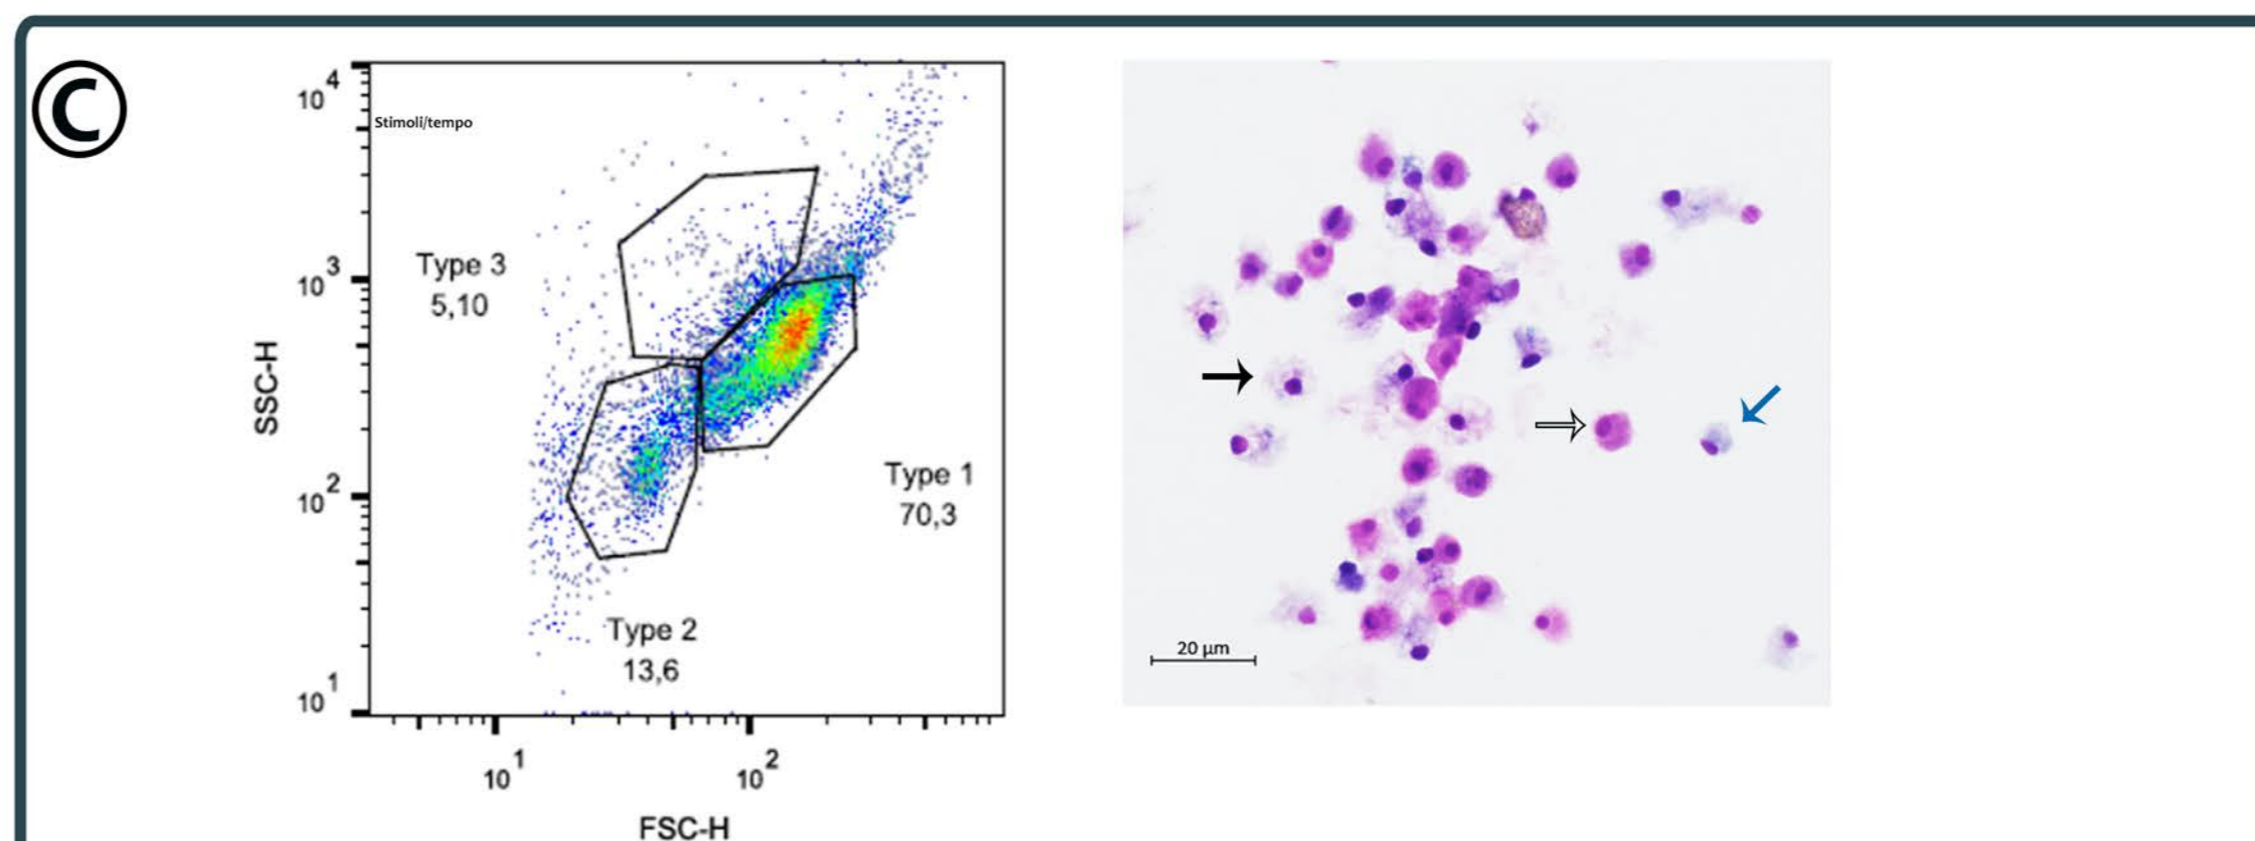 C
Stimoli/tempo
10 4
10 3
10 2
10 1
SSC-H
Type 3
5,10
Type 1
70,3
Type 2
13,6
10 1
10 2
FSC-H
20 µm